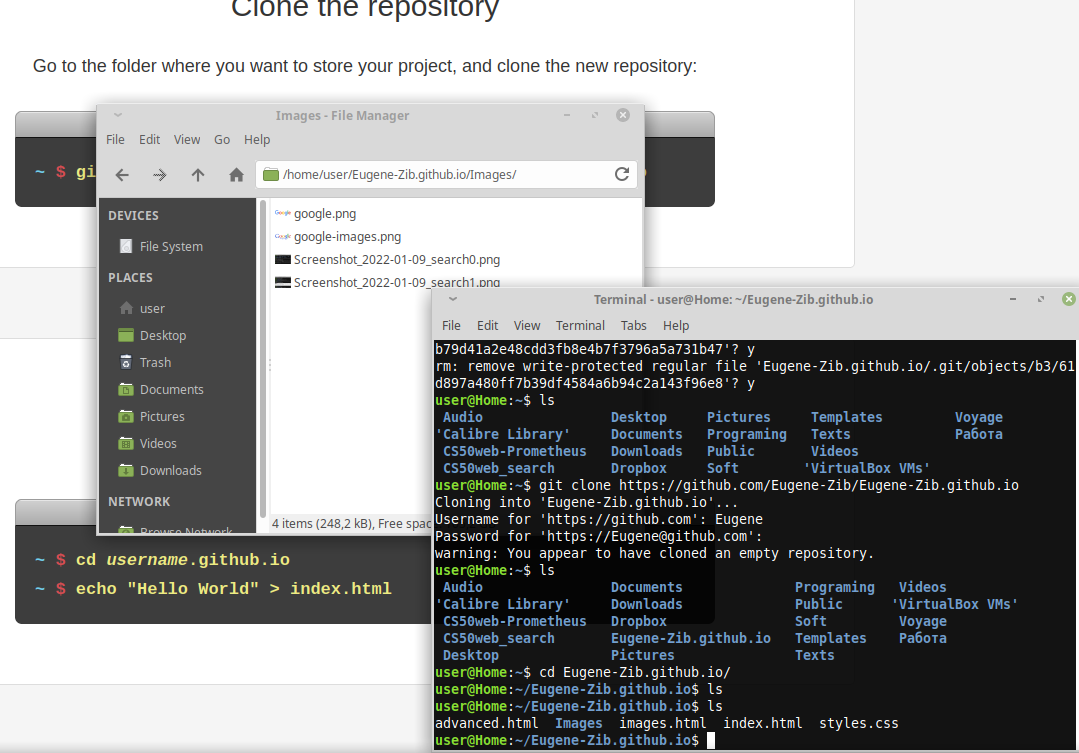 Clone the repository
Go to the folder where you want to store your project, and clone the new repository:
~ $ gi
Images - File Manager
File Edit View Go Help
/home/user/Eugene-Zib.github.io/Images/
DEVICES
File System
PLACES
user
Desktop
Trash
Documents
Pictures
Videos
Downloads
NETWORK
Browse Network
google.png
google-images.png
Screenshot_2022-01-09_search0.png
Screenshot_2022-01-09_search1.png
4 items (248,2 kB), Free spac
~ $ cd username.github.io
~ $ echo "Hello World" > index.html
Terminal - user@Home: ~/Eugene-Zib.github.io
File Edit View Terminal Tabs Help
b79d41a2e48cdd3fb8e4b7f3796a5a731b47'? y
rm: remove write-protected regular file 'Eugene-Zib.github.io/.git/objects/b3/61
d897a480ff7b39df4584a6b94c2a143f96e8'? y
user@Home:~$ ls
Audio Desktop Pictures Templates Voyage
'Calibre Library' Documents Programing Texts Работа
CS50web-Prometheus Downloads Public Videos
CS50web_search Dropbox Soft 'VirtualBox VMs'
user@Home:~$ git clone https://github.com/Eugene-Zib/Eugene-Zib.github.io
Cloning into 'Eugene-Zib.github.io'...
Username for 'https://github.com': Eugene
Password for 'https://Eugene@github.com':
warning: You appear to have cloned an empty repository.
user@Home:~$ ls
Audio Documents Programing Videos
'Calibre Library' Downloads Public 'VirtualBox VMs'
CS50web-Prometheus Dropbox Soft Voyage
CS50web_search Eugene-Zib.github.io Templates Работа
Desktop Pictures Texts
user@Home:~$ cd Eugene-Zib.github.io/
user@Home:~/Eugene-Zib.github.io$ ls
user@Home:~/Eugene-Zib.github.io$ ls
advanced.html Images images.html index.html styles.css
user@Home:~/Eugene-Zib.github.io$